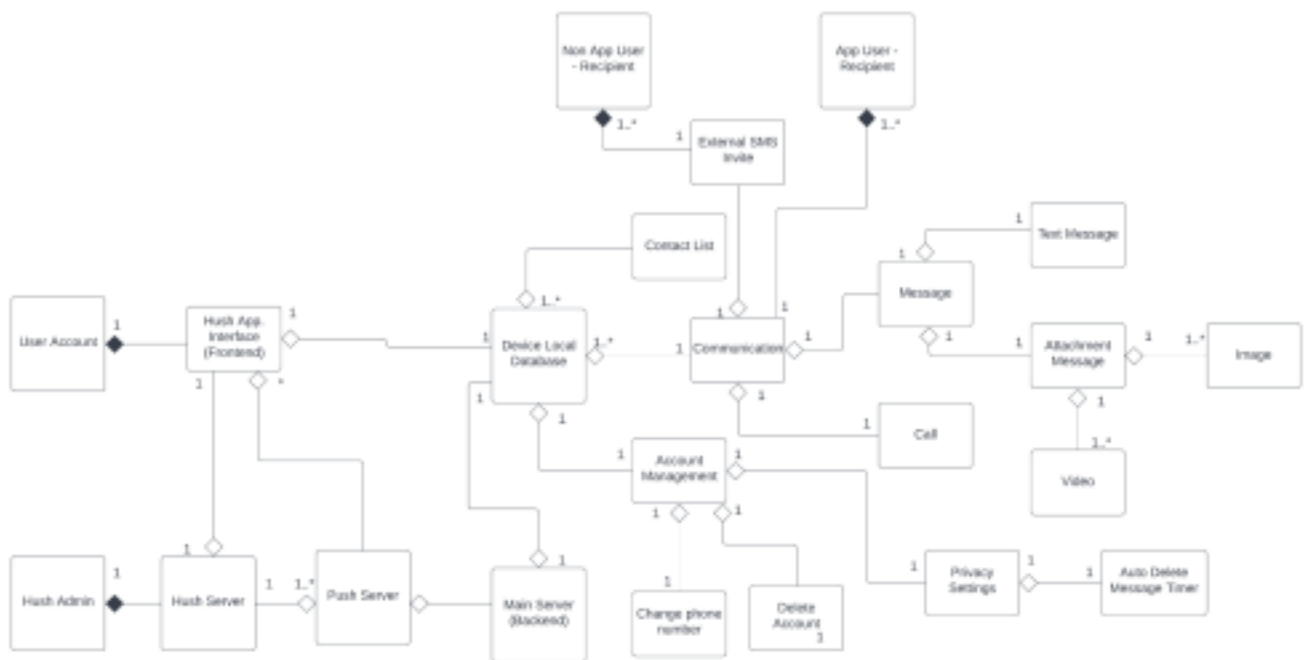 Non App User
- Recipient
App User -
Recipient
1..*
1..*
1
External SMS
Invite
Contact List
1
Text Message
1
Message
1..*
1
1
User Account
1
Hush App.
Interface
(Frontend)
1
1
Device Local
Database
1..*
1
Communication
1
1
1
Attachment
Message
1
1..*
Image
1
*
1
1
1
1
Call
1
1..*
Video
1
Account
Management
1
1
1
1
Hush Admin
1
Hush Server
1
1..*
Push Server
1
Main Server
(Backend)
1
Change phone
number
Delete
Account
1
1
Privacy
Settings
1
1
Auto Delete
Message Timer